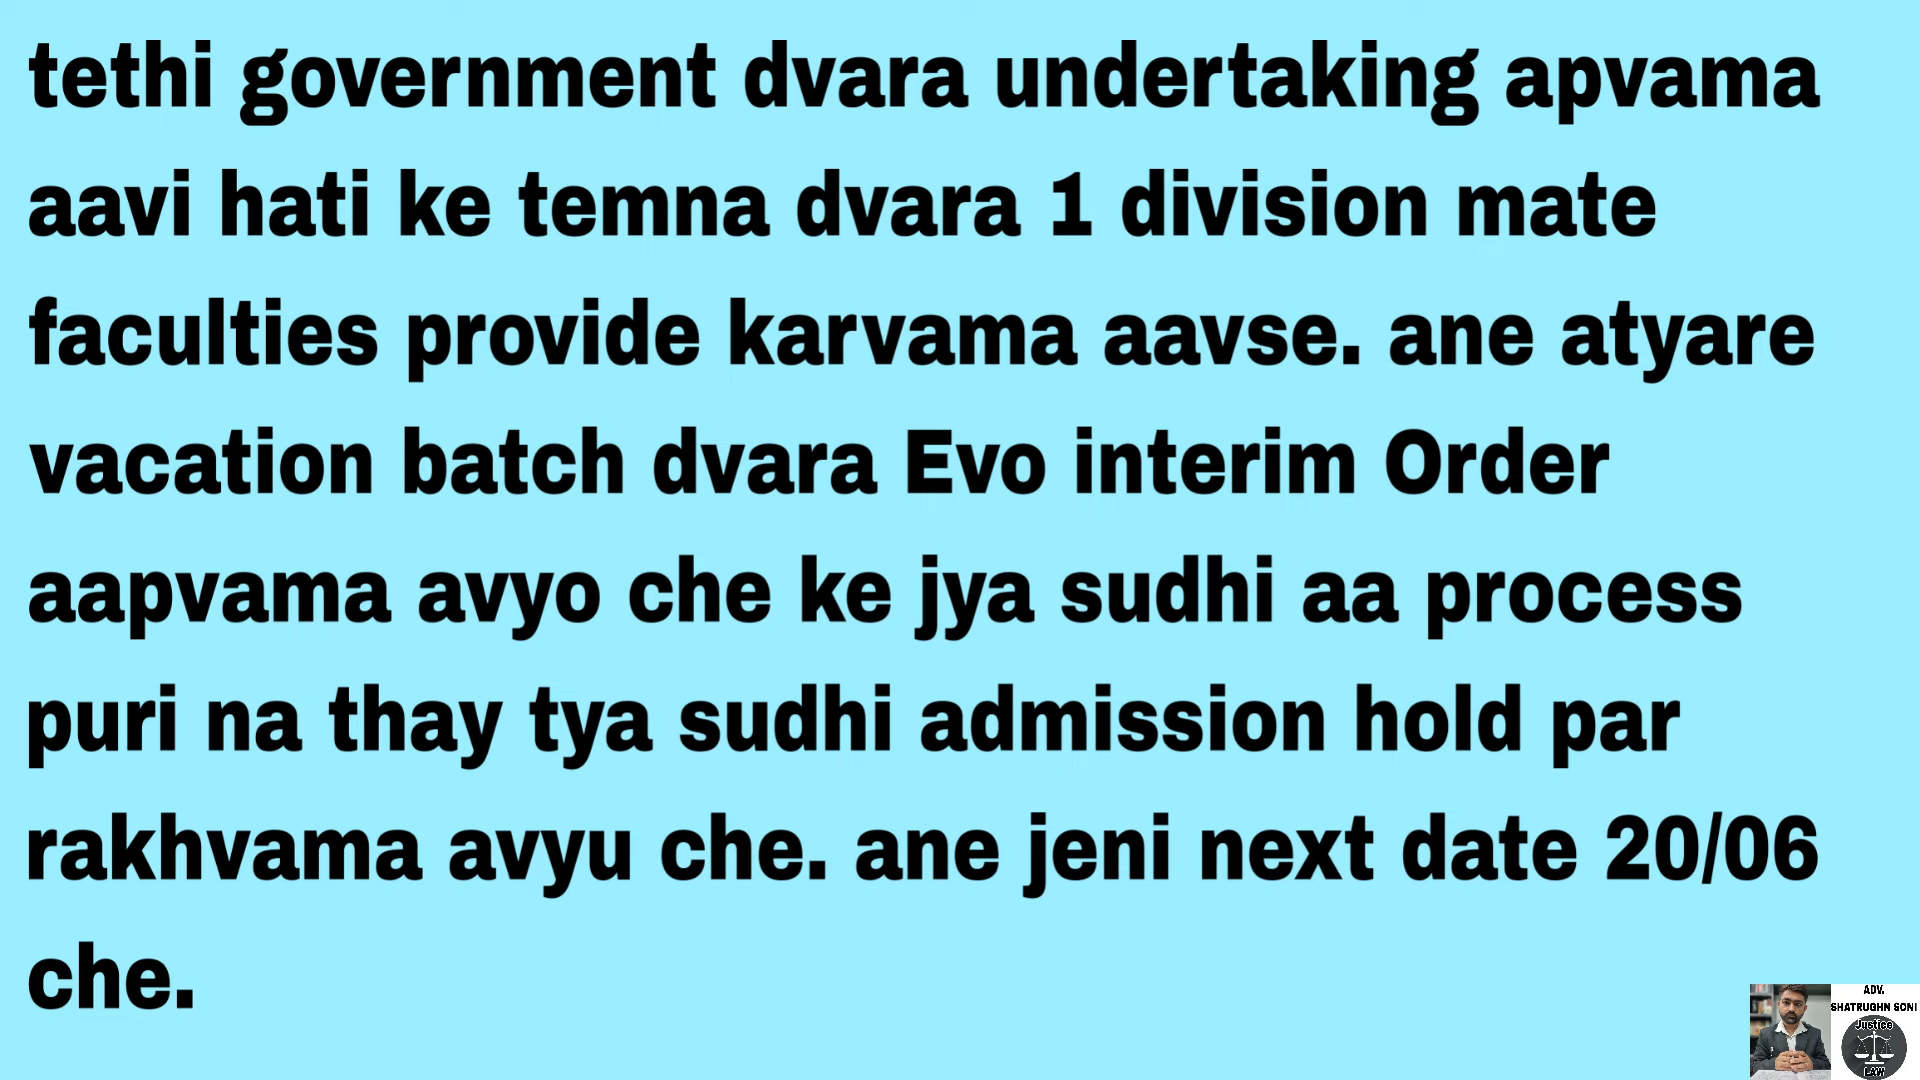 tethi government dvara undertaking apvama
aavi hati ke temna dvara 1 division mate
faculties provide karvama aavse. ane atyare
vacation batch dvara Evo interim Order
aapvama avyo che ke jya sudhi aa process
puri na thay tya sudhi admission hold par
rakhvama avyu che. ane jeni next date 20/06
che.
ADV.
SHATRUGHN SONI
Justice
LAW